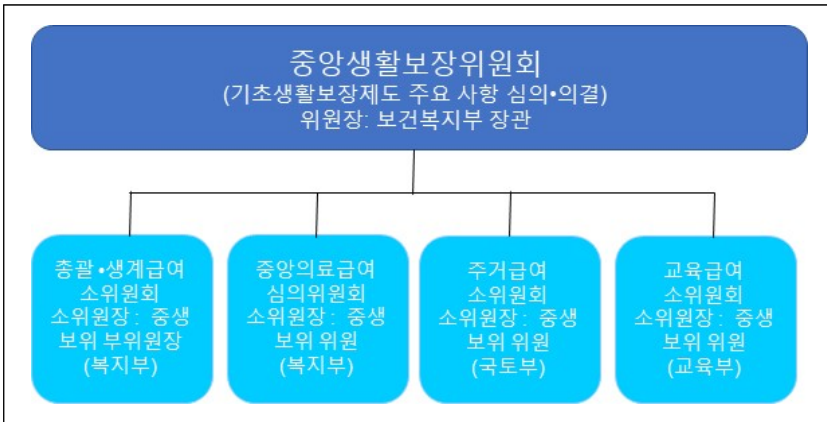 중앙생활보장위원회
(기초생활보장제도 주요 사항 심의•의결)
위원장: 보건복지부 장관
총괄•생계급여
소위원회
소위원장 : 중생
보위 부위원장
(복지부)
중앙의료급여
심의위원회
소위원장 : 중생
보위 위원
(복지부)
주거급여
소위원회
소위원장 : 중생
보위 위원
(국토부)
교육급여
소위원회
소위원장 : 중생
보위 위원
(교육부)